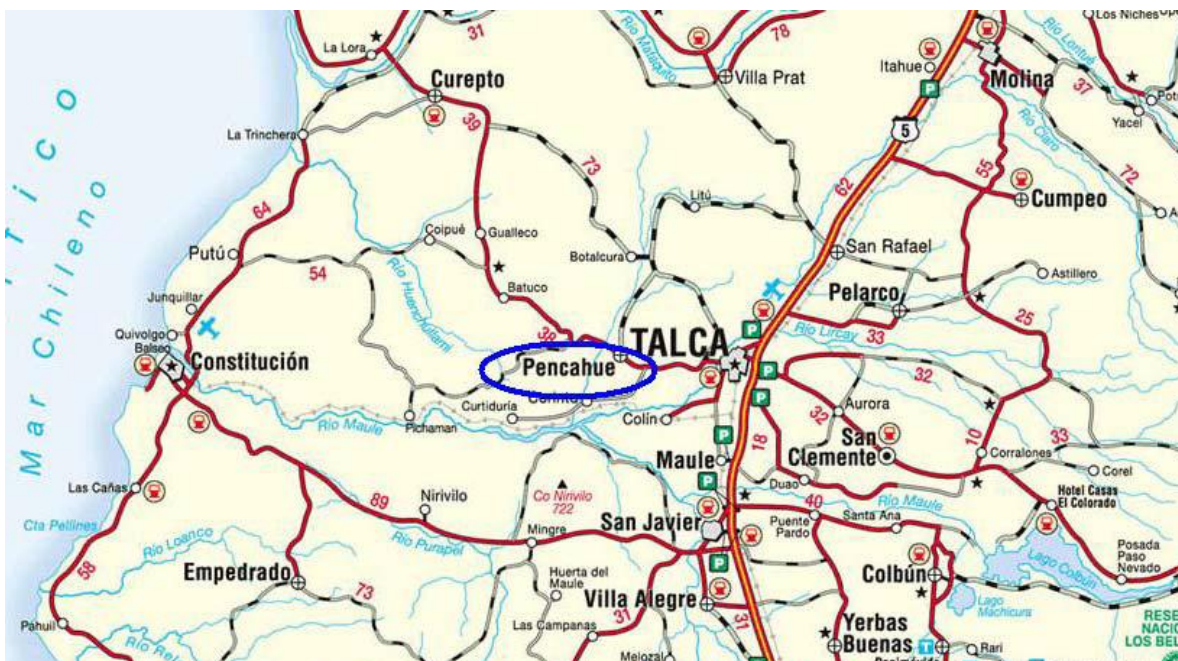 Los Niches
La Lora
31
Río Mataquito
78
Villa Prat
Itahue
Molina
Río Lontué
37
Yacel
Curepto
La Trinchera
39
73
5
Río Claro
72
55
62
Cumpeo
Litú
64
Coipué
Gualleco
Botalcura
San Rafael
Astillero
Putú
54
Río Huenchullami
Batuco
Pelarco
33
Río Lircay
25
Junquillar
Quivolgo
Constitución
38
TALCA
Pencahue
Curtiduría
Colín
32
32
Aurora
San
Clemente
10
33
Corralones
Corel
Pichaman
Río Maule
Maule
18
Duao
Río Maule
Hotel Casas
El Colorado
Mar Chileno
Las Cañas
Cta Pellines
89
Nirivilo
Co Nirivilo
722
San Javier
40
Puente
Pardo
Santa Ana
Mingre
Río Purapel
Río Loanco
58
Empedrado
73
Huerta del
Maule
Villa Alegre
31
31
Las Campanas
Colbún
Lago Colbún
Posada
Paso
Nevado
Lago
Machicura
Yerbas
Buenas
Rari
Pahuil
Melozal
P
P
P
P
P
P
P